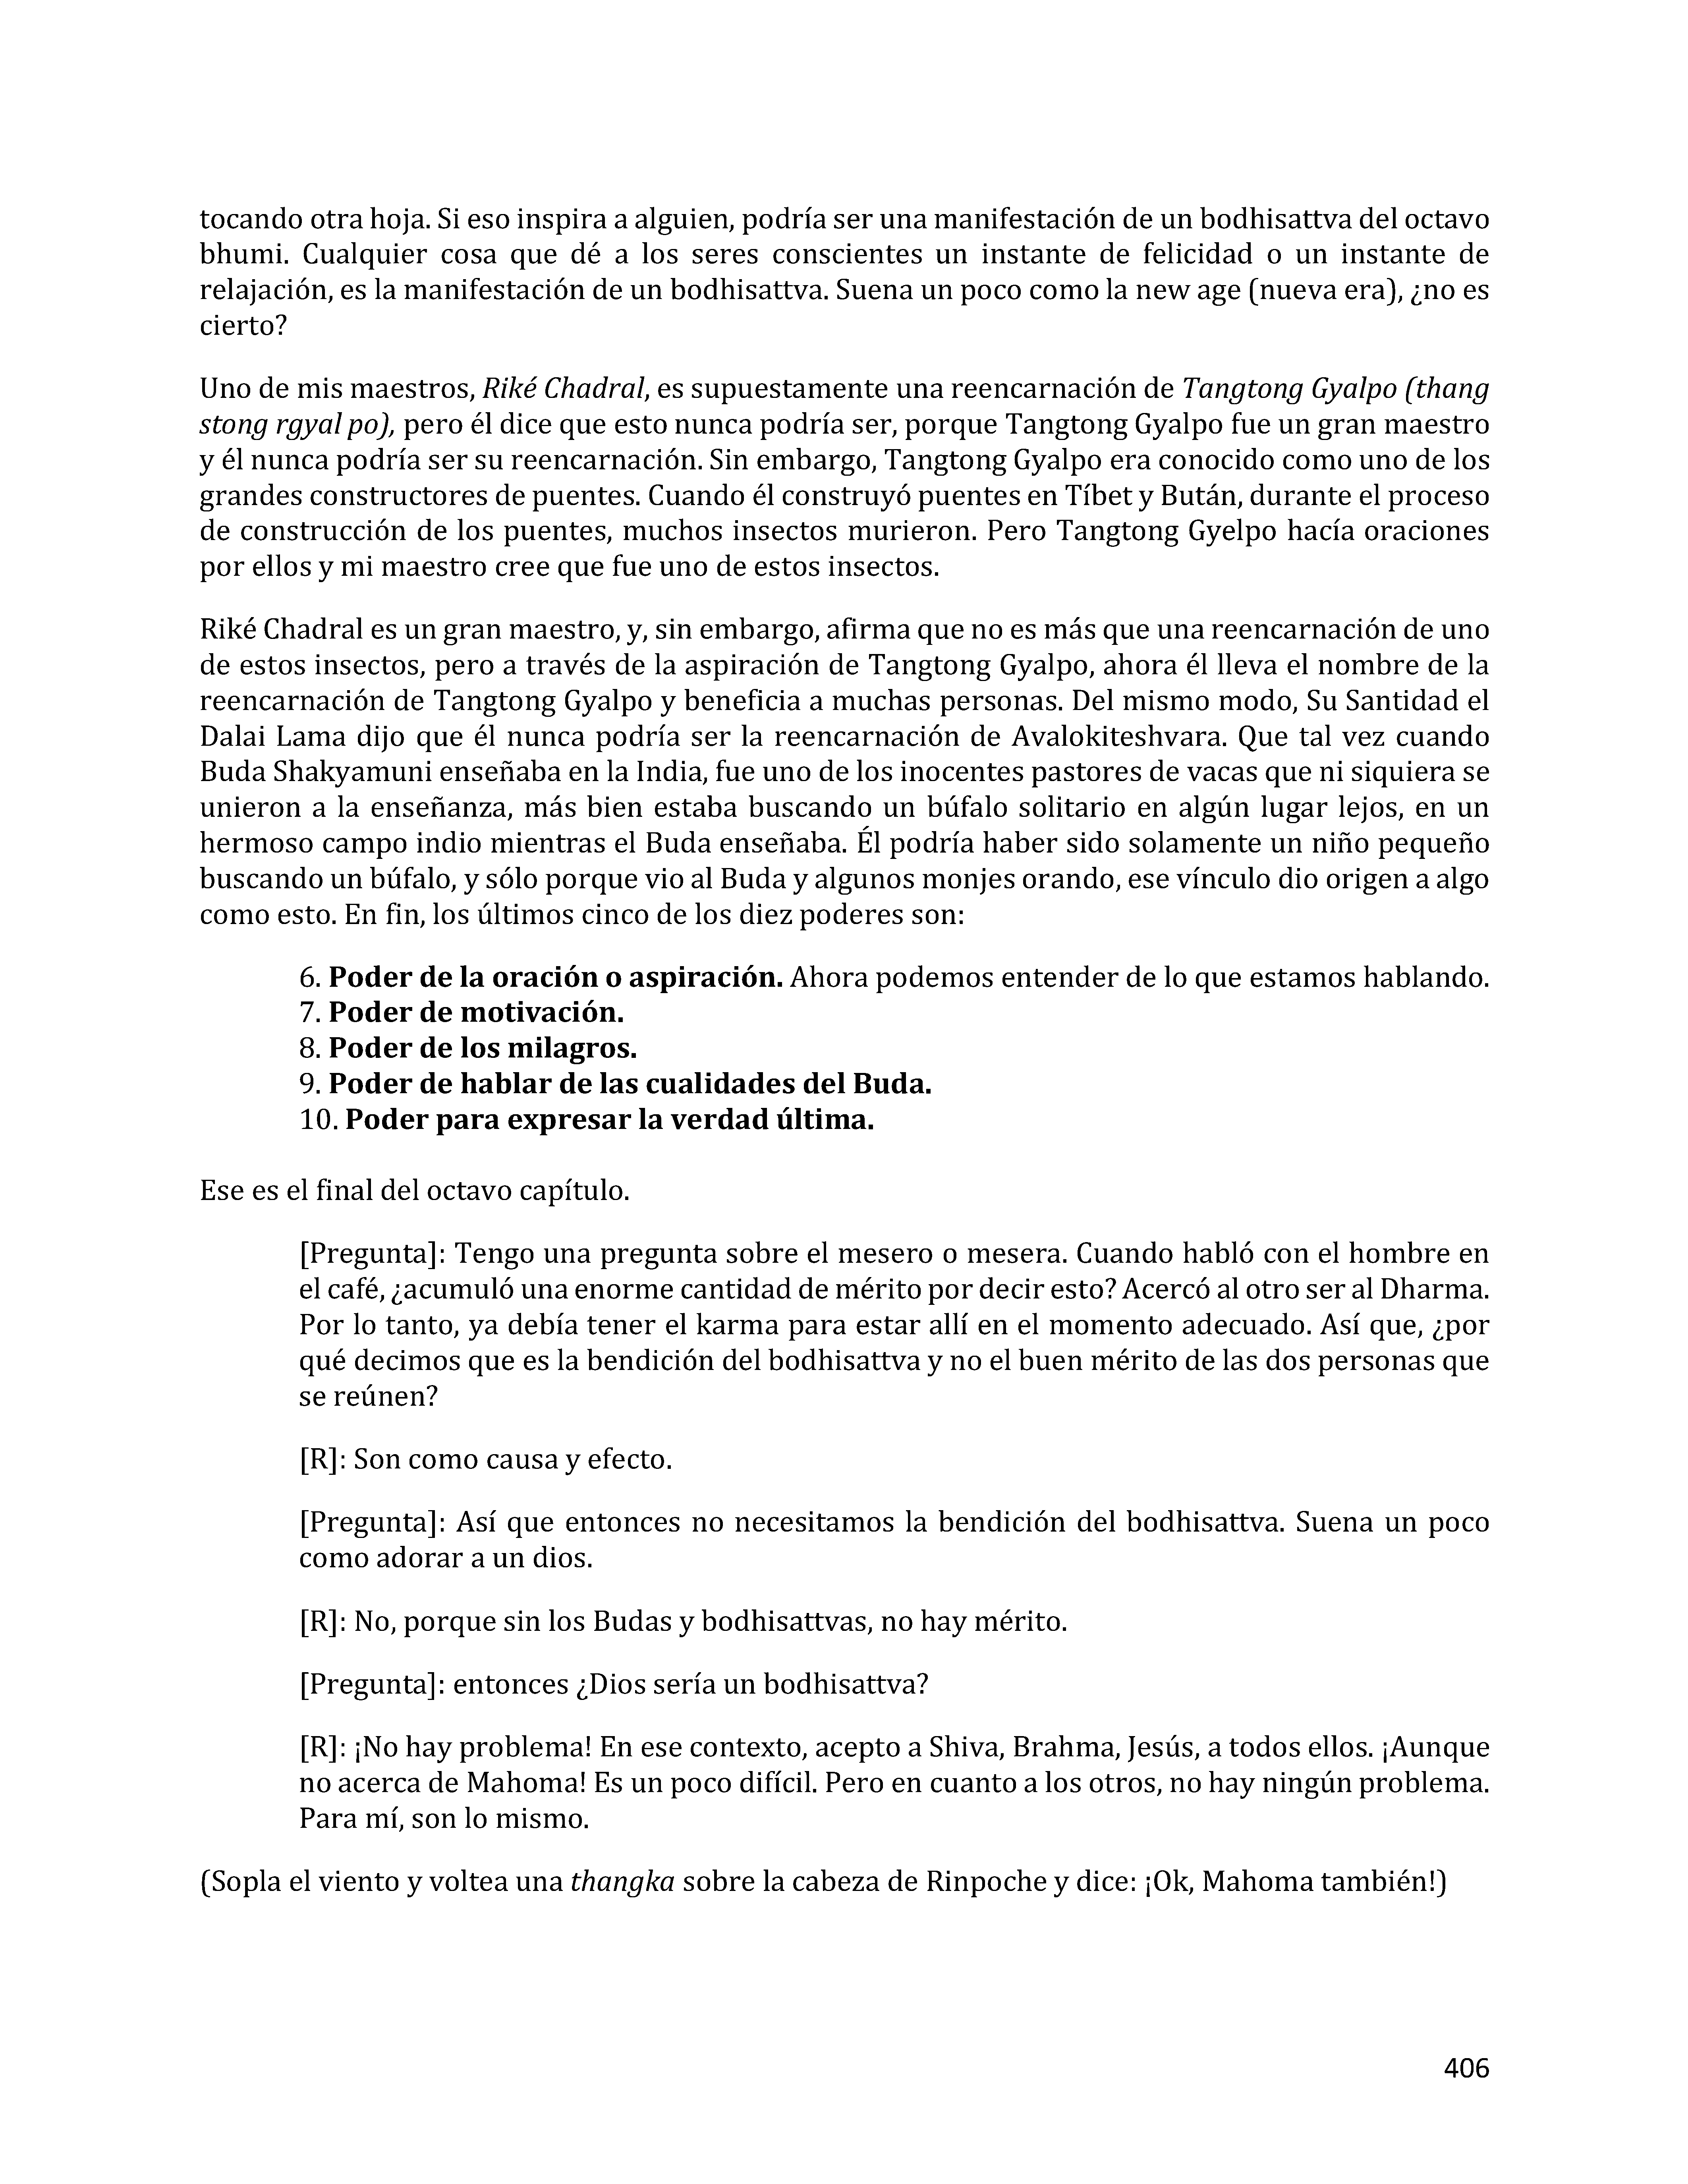 tocando otra hoja. Si eso inspira a alguien, podría ser una manifestación de un bodhisattva del octavo
bhumi. Cualquier cosa que dé a los seres conscientes un instante de felicidad o un instante de
relajación, es la manifestación de un bodhisattva. Suena un poco como la new age (nueva era), ¿no es
cierto?
Uno de mis maestros, Riké Chadral, es supuestamente una reencarnación de Tangtong Gyalpo (thang
stong rgyal po), pero él dice que esto nunca podría ser, porque Tangtong Gyalpo fue un gran maestro
y él nunca podría ser su reencarnación. Sin embargo, Tangtong Gyalpo era conocido como uno de los
grandes constructores de puentes. Cuando él construyó puentes en Tíbet y Bután, durante el proceso
de construcción de los puentes, muchos insectos murieron. Pero Tangtong Gyelpo hacía oraciones
por ellos y mi maestro cree que fue uno de estos insectos.
Riké Chadral es un gran maestro, y, sin embargo, afirma que no es más que una reencarnación de uno
de estos insectos, pero a través de la aspiración de Tangtong Gyalpo, ahora él lleva el nombre de la
reencarnación de Tangtong Gyalpo y beneficia a muchas personas. Del mismo modo, Su Santidad el
Dalai Lama dijo que él nunca podría ser la reencarnación de Avalokiteshvara. Que tal vez cuando
Buda Shakyamuni enseñaba en la India, fue uno de los inocentes pastores de vacas que ni siquiera se
unieron a la enseñanza, más bien estaba buscando un búfalo solitario en algún lugar lejos, en un
hermoso campo indio mientras el Buda enseñaba. Él podría haber sido solamente un niño pequeño
buscando un búfalo, y sólo porque vio al Buda y algunos monjes orando, ese vínculo dio origen a algo
como esto. En fin, los últimos cinco de los diez poderes son:
6. Poder de la oración o aspiración. Ahora podemos entender de lo que estamos hablando.
7. Poder de motivación.
8. Poder de los milagros.
9. Poder de hablar de las cualidades del Buda.
10. Poder para expresar la verdad última.
Ese es el final del octavo capítulo.
[Pregunta]: Tengo una pregunta sobre el mesero o mesera. Cuando habló con el hombre en
el café, ¿acumuló una enorme cantidad de mérito por decir esto? Acercó al otro ser al Dharma.
Por lo tanto, ya debía tener el karma para estar allí en el momento adecuado. Así que, ¿por
qué decimos que es la bendición del bodhisattva y no el buen mérito de las dos personas que
se reúnen?
[R]: Son como causa y efecto.
[Pregunta]: Así que entonces no necesitamos la bendición del bodhisattva. Suena un poco
como adorar a un dios.
[R]: No, porque sin los Budas y bodhisattvas, no hay mérito.
[Pregunta]: entonces ¿Dios sería un bodhisattva?
[R]: ¡No hay problema! En ese contexto, acepto a Shiva, Brahma, Jesús, a todos ellos. ¡Aunque
no acerca de Mahoma! Es un poco difícil. Pero en cuanto a los otros, no hay ningún problema.
Para mí, son lo mismo.
(Sopla el viento y voltea una thangka sobre la cabeza de Rinpoche y dice: ¡Ok, Mahoma también!)
406